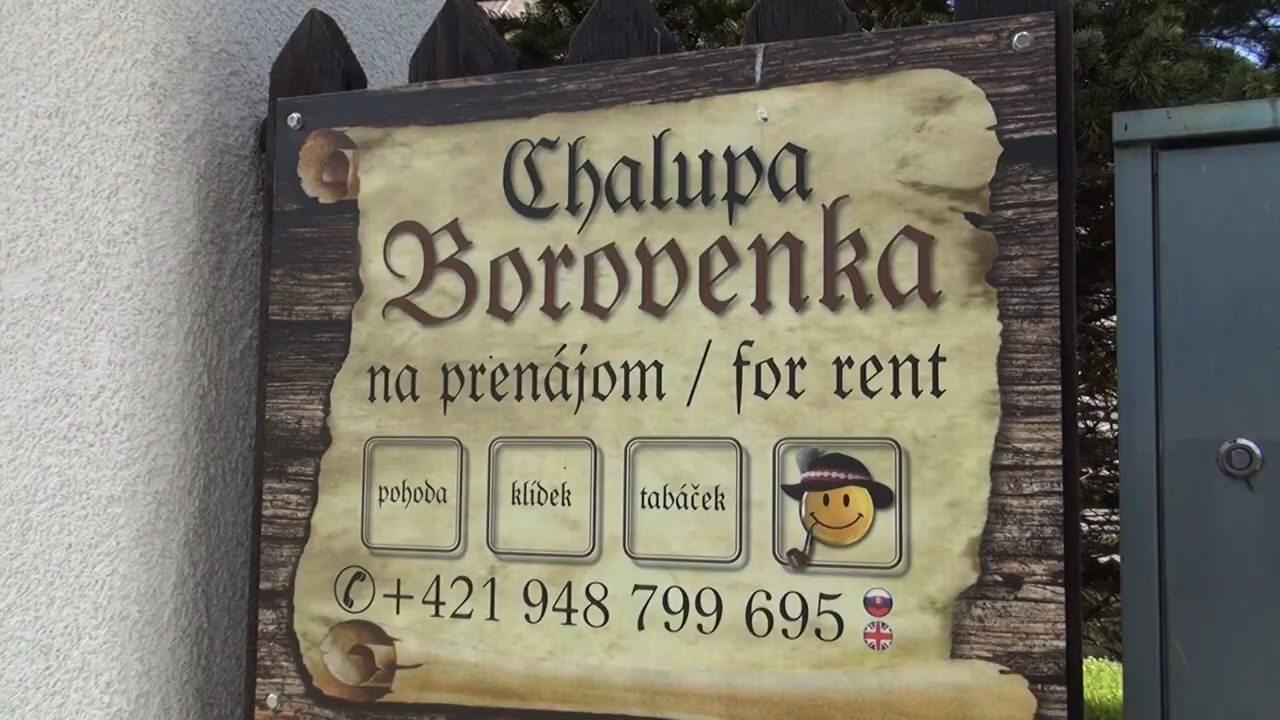 Chalupa
Borovenka
na prenájom / for rent
pohoda klídek tabáček
+421 948 799 695